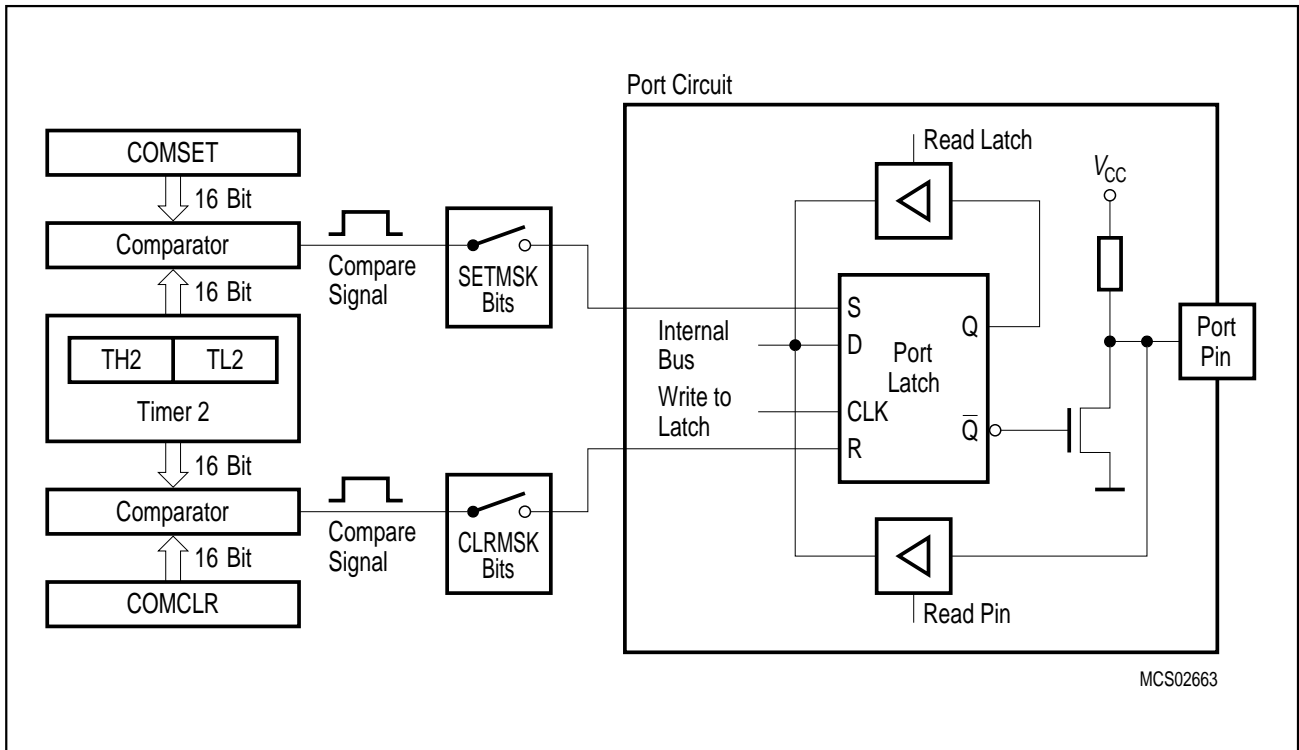 Port Circuit
COMSET
16 Bit
Comparator
16 Bit
TH2 TL2
Timer 2
16 Bit
Comparator
16 Bit
COMCLR
Compare
Signal
SETMSK
Bits
Compare
Signal
CLRMSK
Bits
Read Latch
Internal
Bus
Write to
Latch
S
D
CLK
R
Port
Latch
Q
Q̅
Read Pin
VCC
Port
Pin
MCS02663